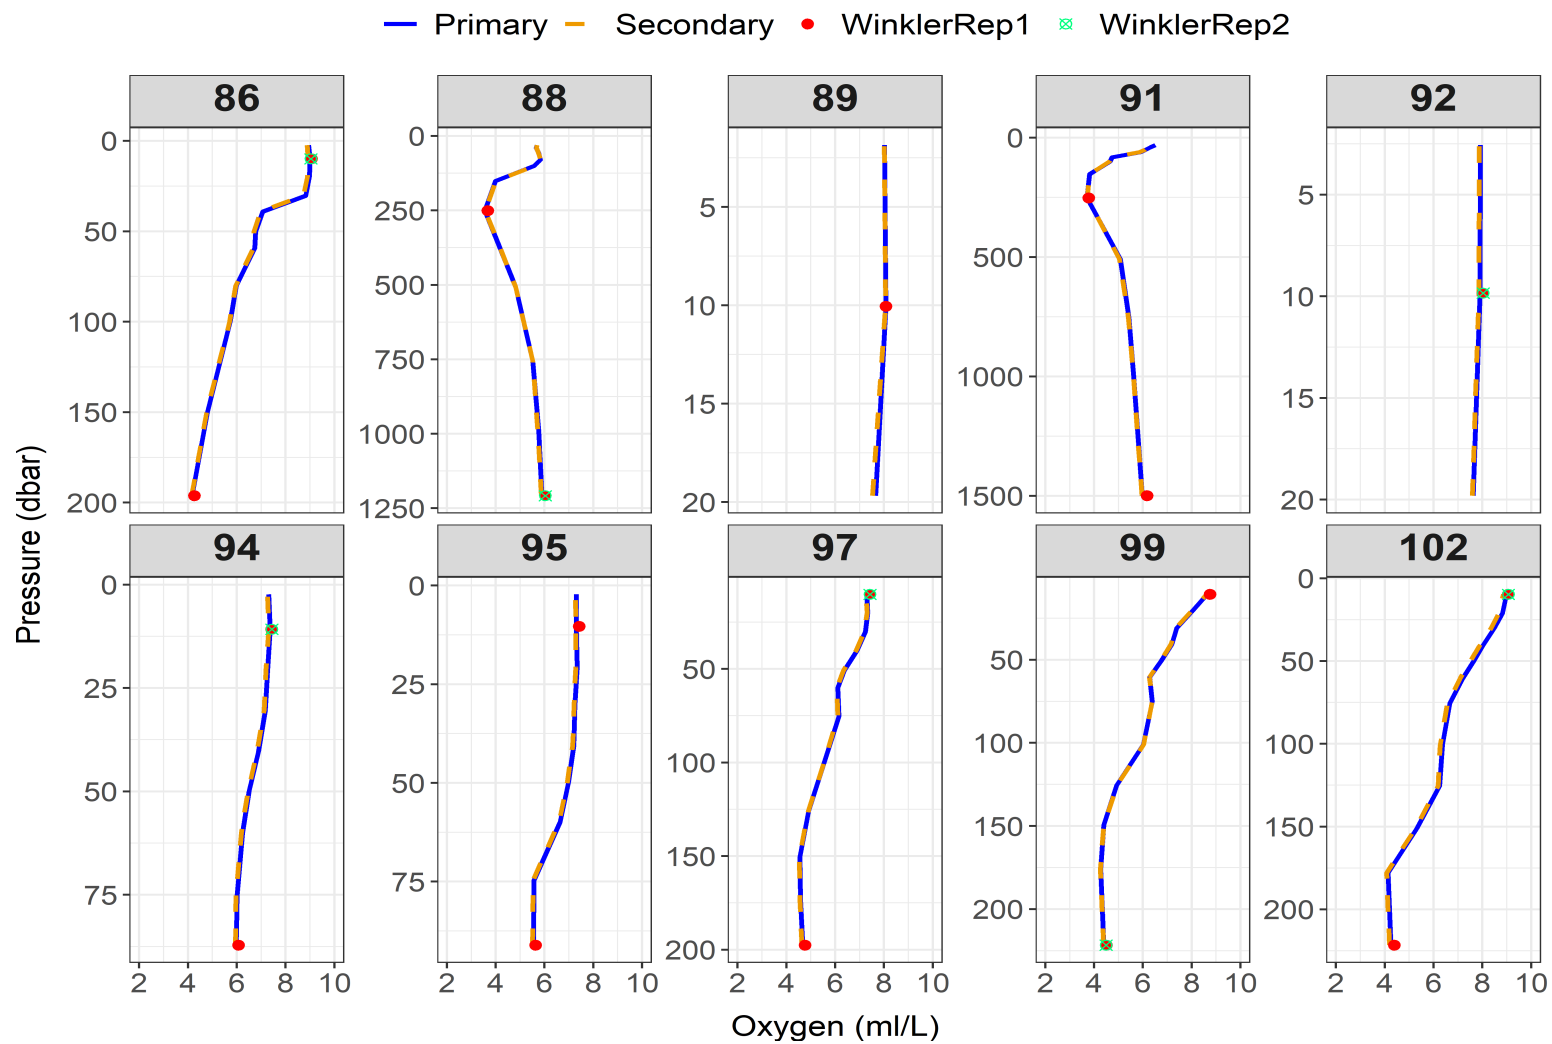 Primary Secondary WinklerRep1 WinklerRep2
86 88 89 91 92
0 50 100 150 200
0 250 500 750 1000 1250
5 10 15 20
0 500 1000 1500
5 10 15 20
Pressure (dbar)
94 95 97 99 102
0 25 50 75
0 25 50 75
50 100 150 200
50 100 150 200
0 50 100 150 200
2 4 6 8 10 2 4 6 8 10 2 4 6 8 10 2 4 6 8 10 2 4 6 8 10
Oxygen (ml/L)